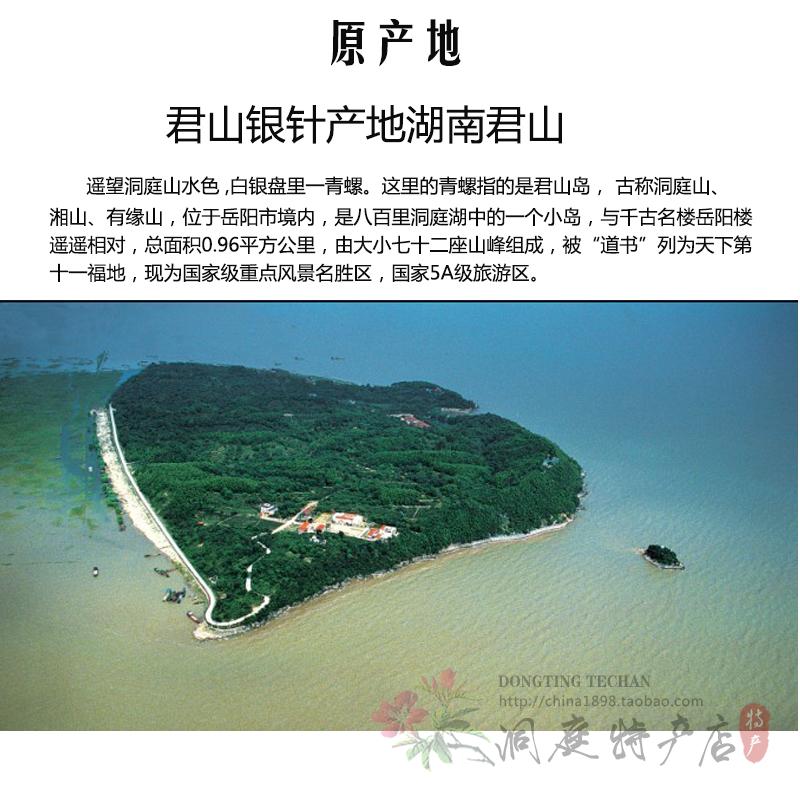 原产地
君山银针产地湖南君山
遥望洞庭山水色,白银盘里一青螺。这里的青螺指的是君山岛， 古称洞庭山、
湘山、有缘山，位于岳阳市境内，是八百里洞庭湖中的一个小岛，与千古名楼岳阳楼
遥遥相对，总面积0.96平方公里，由大小七十二座山峰组成，被“道书”列为天下第
十一福地，现为国家级重点风景名胜区，国家5A级旅游区。
DONGTING TECHAN
http://china1898.taobao.com
洞庭特产店
特产